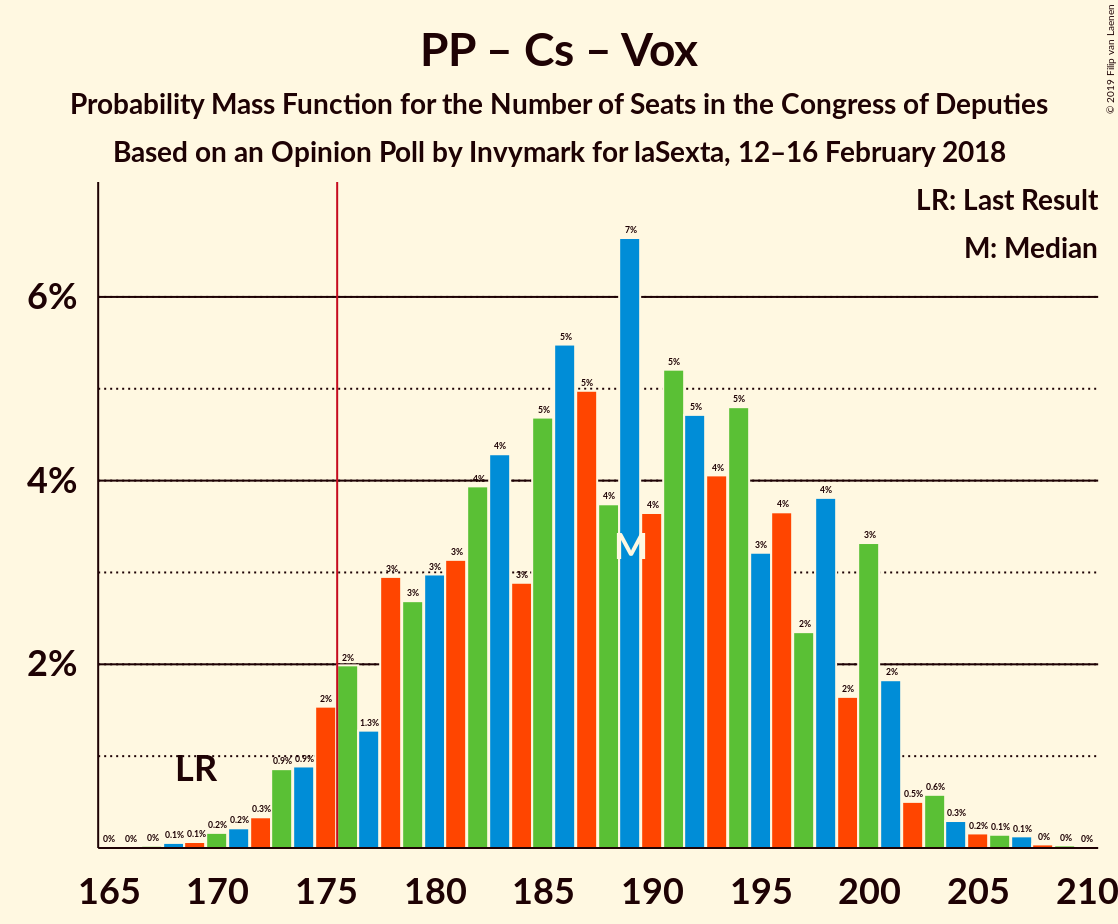 PP – Cs – Vox
Probability Mass Function for the Number of Seats in the Congress of Deputies
Based on an Opinion Poll by Invymark for laSexta, 12–16 February 2018
© 2019 Filip van Laenen
LR: Last Result
M: Median
6%
4%
2%
0% 0% 0% 0.1% 0.1% 0.2% 0.2% 0.3% 0.9% 0.9% 2% 2% 1.3% 3% 3% 3% 3% 4% 4% 3% 5% 5% 5% 4% 7% 4% 5% 5% 4% 5% 3% 4% 2% 4% 2% 3% 2% 0.5% 0.6% 0.3% 0.2% 0.1% 0.1% 0% 0% 0%
M
LR
165 170 175 180 185 190 195 200 205 210